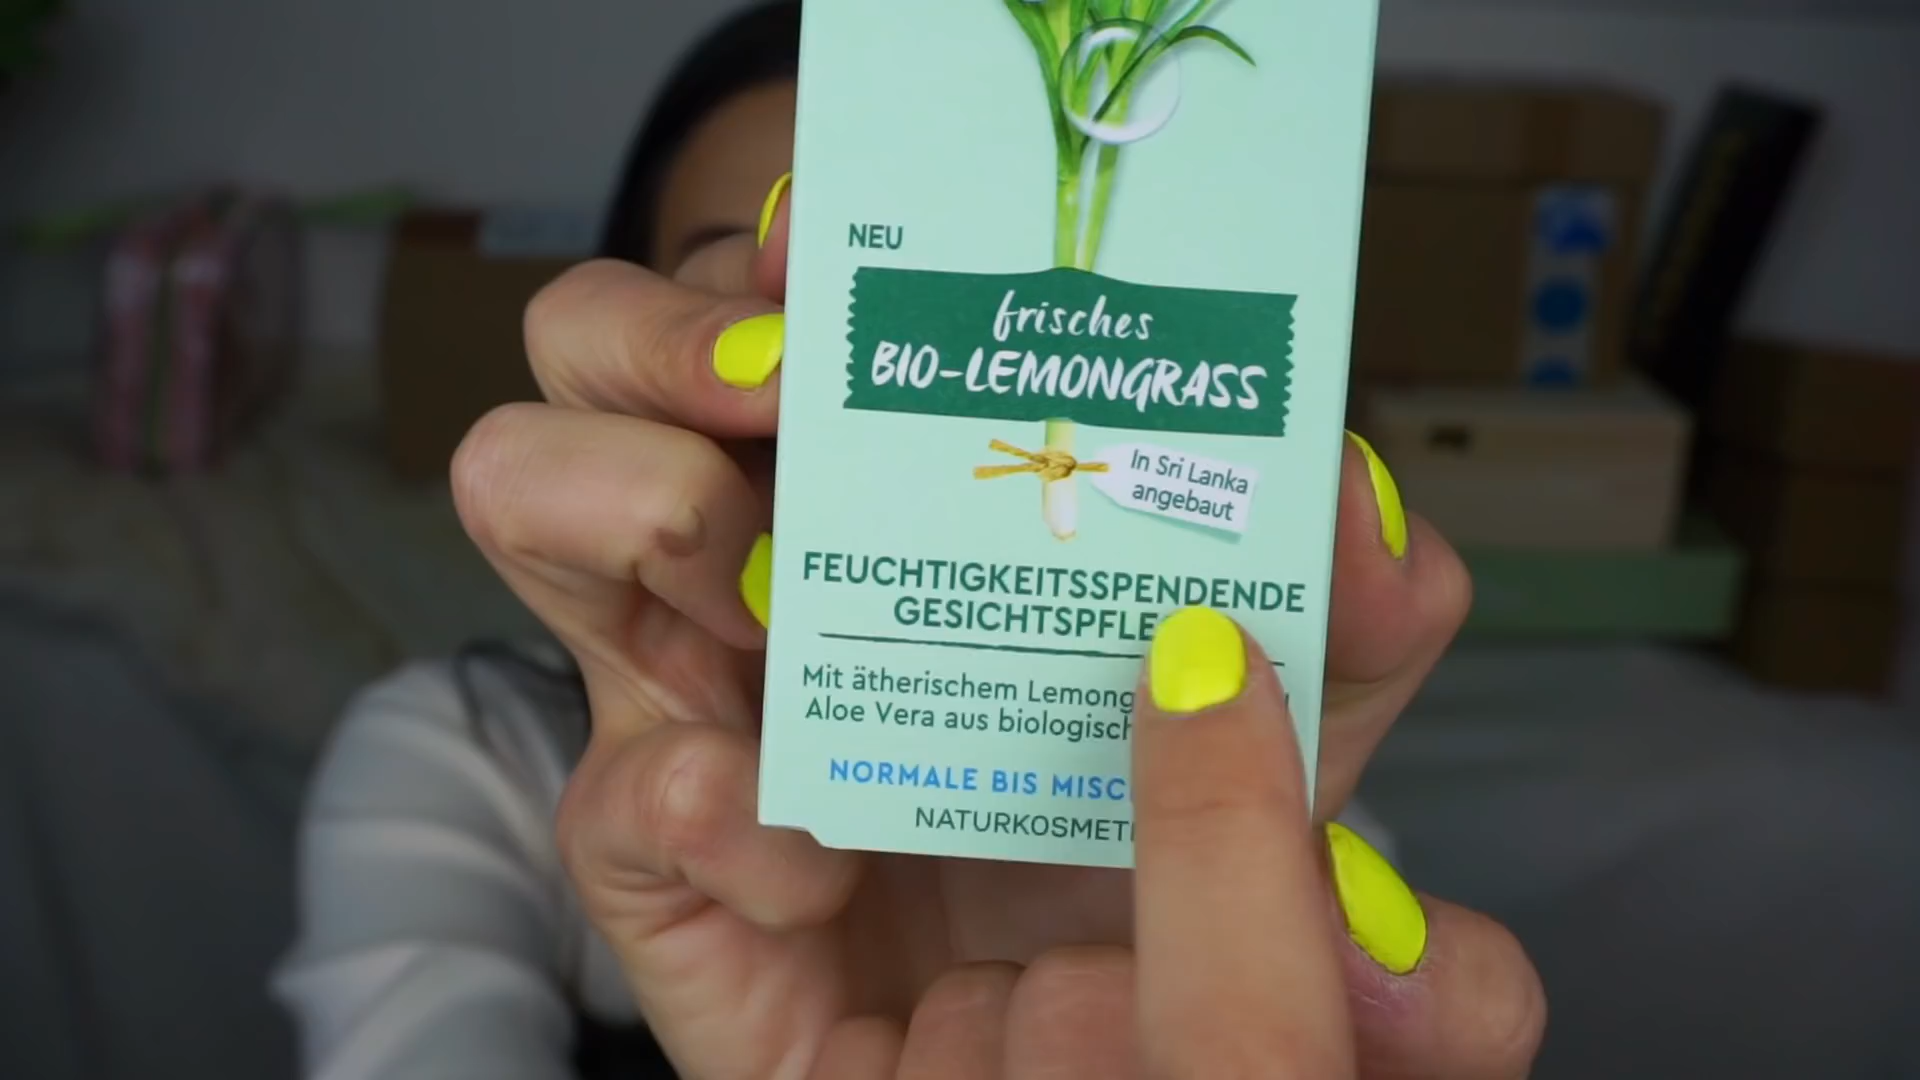 NEU
frisches
BIO-LEMONGRASS
In Sri Lanka
angebaut
FEUCHTIGKEITSSPENDENDE
GESICHTSPFLE
Mit ätherischem Lemong
Aloe Vera aus biologisch
NORMALE BIS MISC
NATURKOSMETI